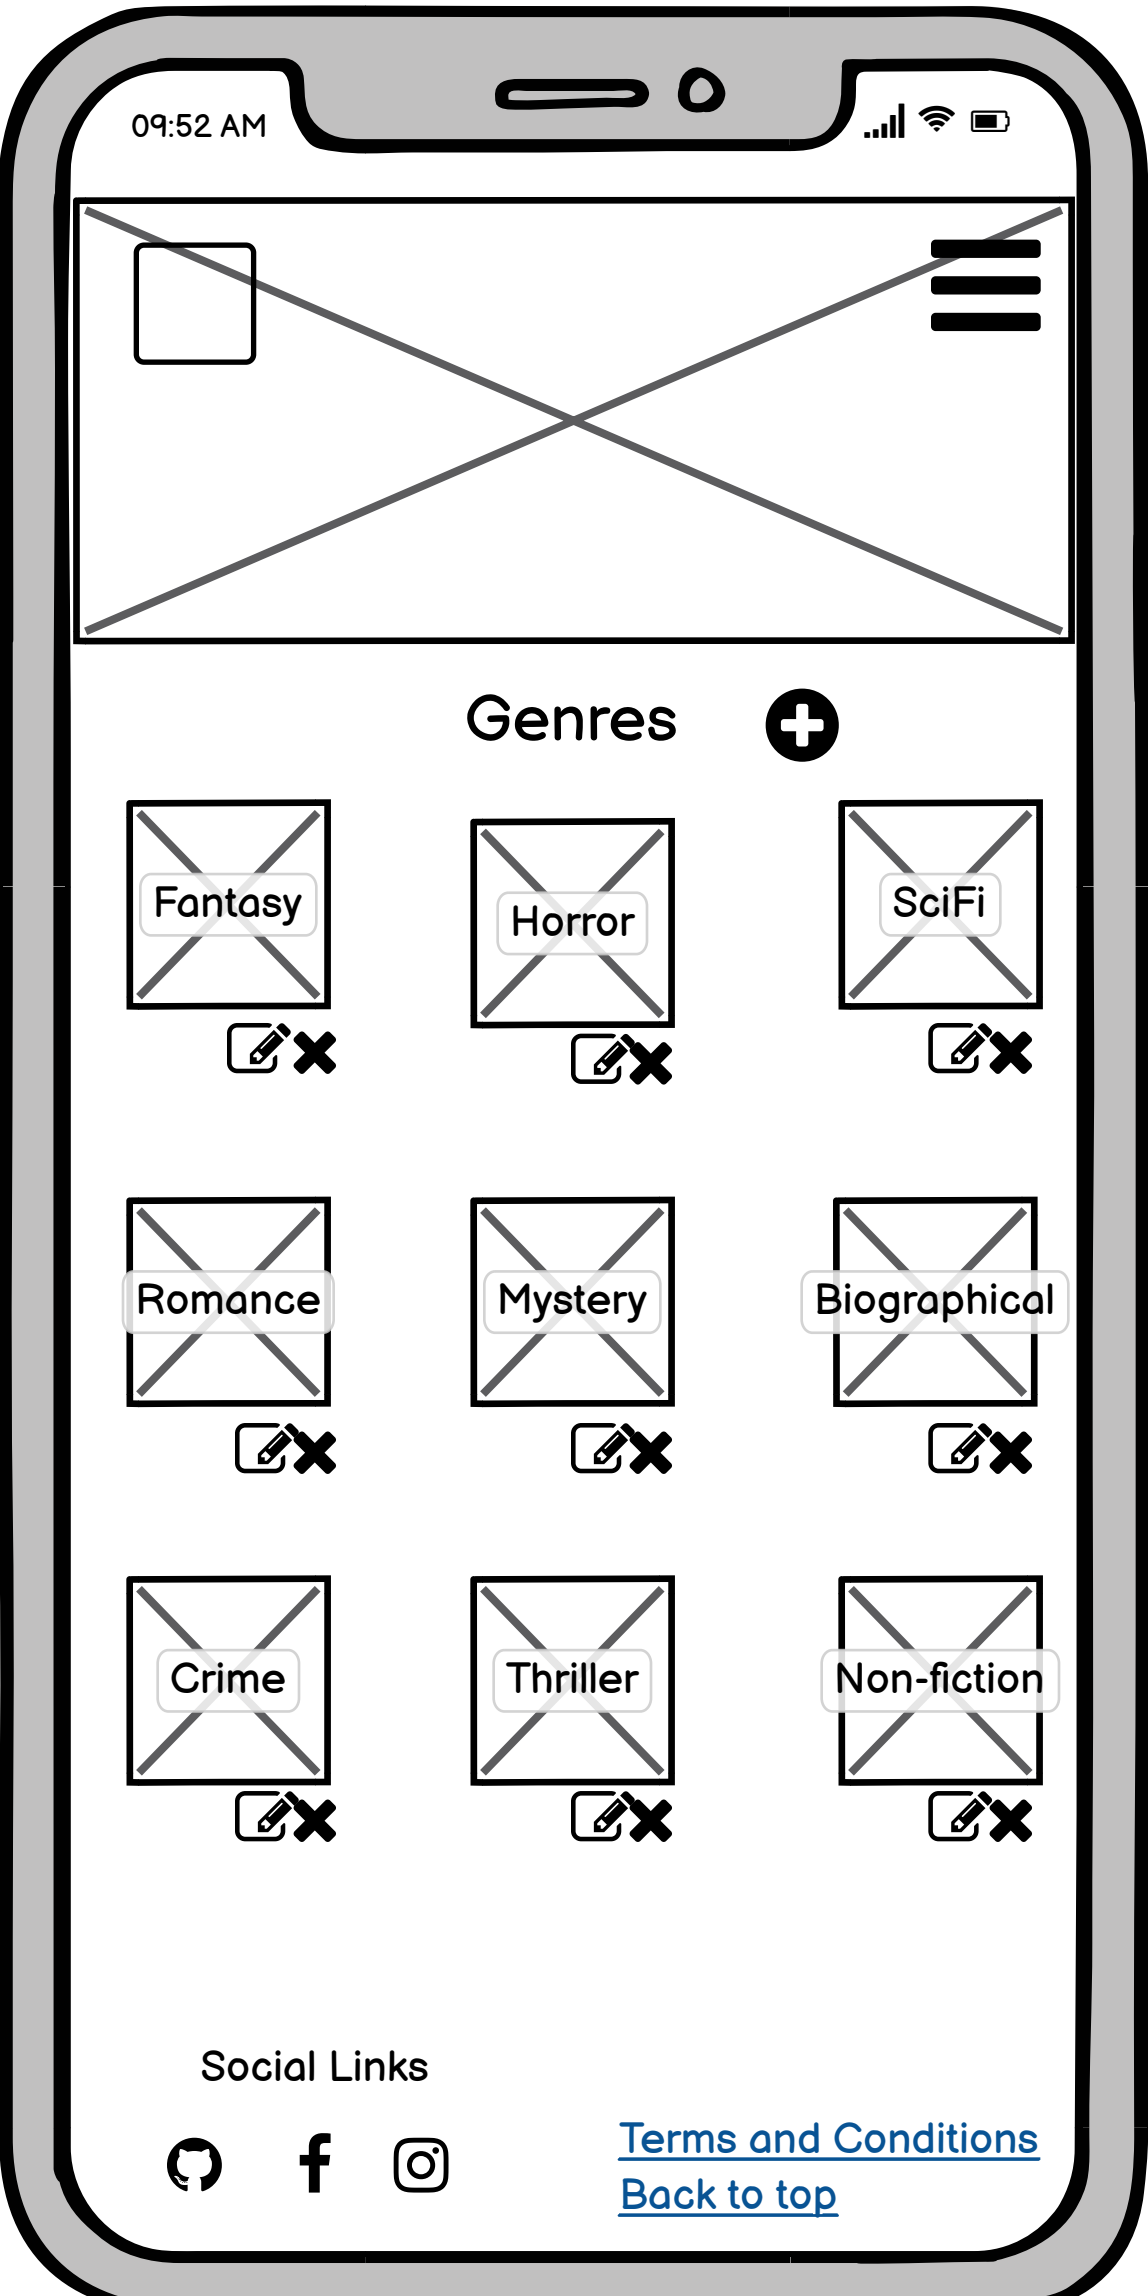 09:52 AM
Genres
Fantasy
Horror
SciFi
Romance
Mystery
Biographical
Crime
Thriller
Non-fiction
Social Links
Terms and Conditions
Back to top